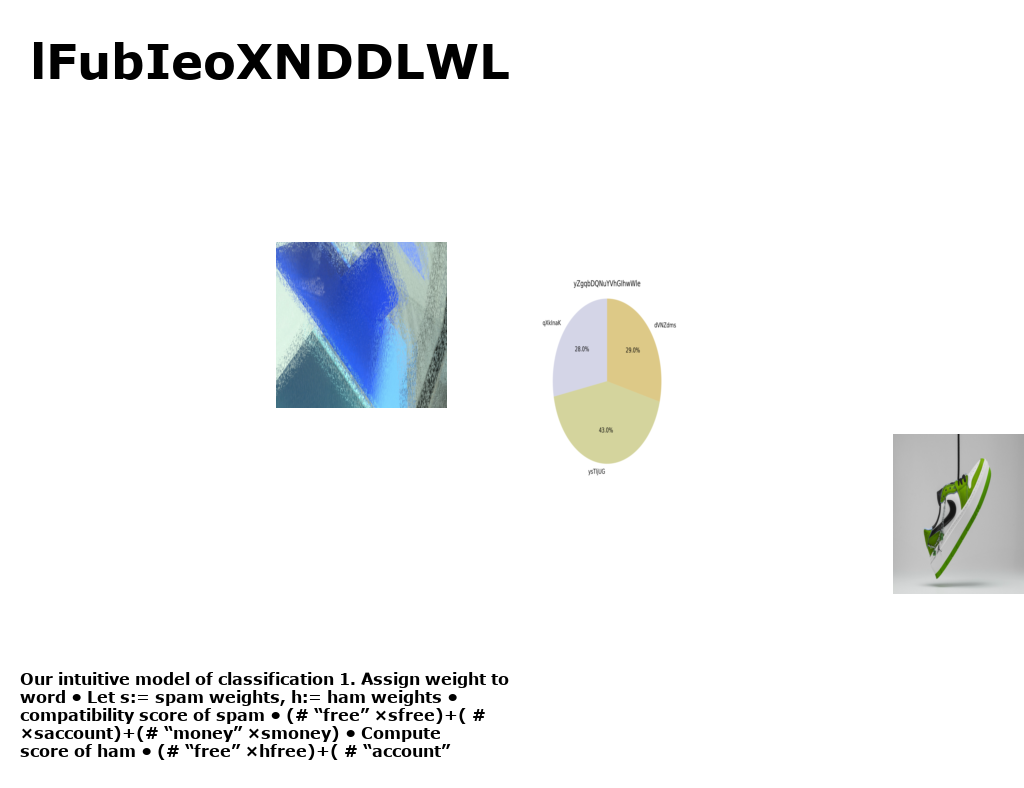 lFubIeoXNDDLWL
yZgqbDQNuYVhGlhwWle
dVNZdms
28.0%
29.0%
43.0%
Our intuitive model of classification 1. Assign weight to
word • Let s:= spam weights, h:= ham weights •
compatibility score of spam • (# “free” ×sfree)+( #
×saccount)+(# “money” ×smoney) • Compute
score of ham • (# “free” ×hfree)+( # “account”